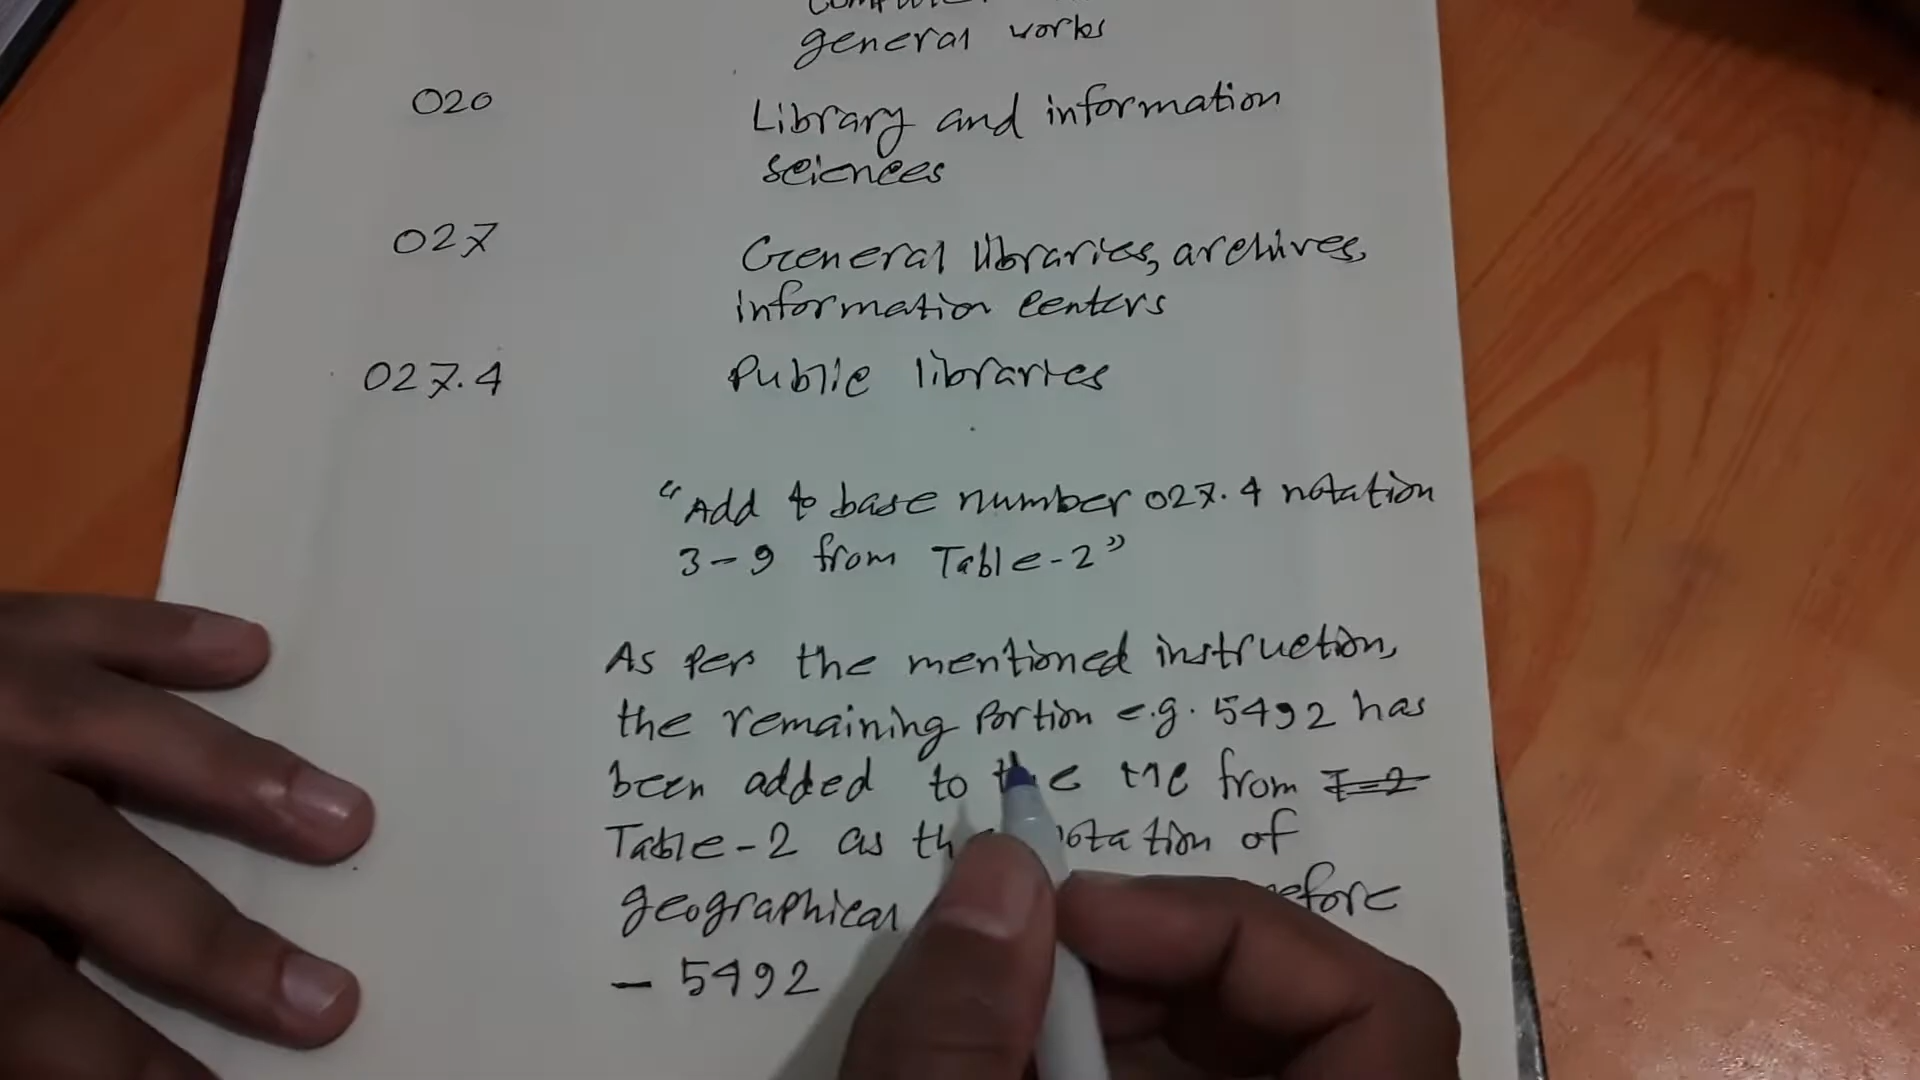 general works
020 Library and information
sciences
027 General libraries, archives,
information centers
027.4 Public libraries
"Add to base number 027.4 notation
3-9 from Table-2"
As per the mentioned instruction,
the remaining portion e.g. 5492 has
been added to the from
Table-2 as of
geographical
- 5492